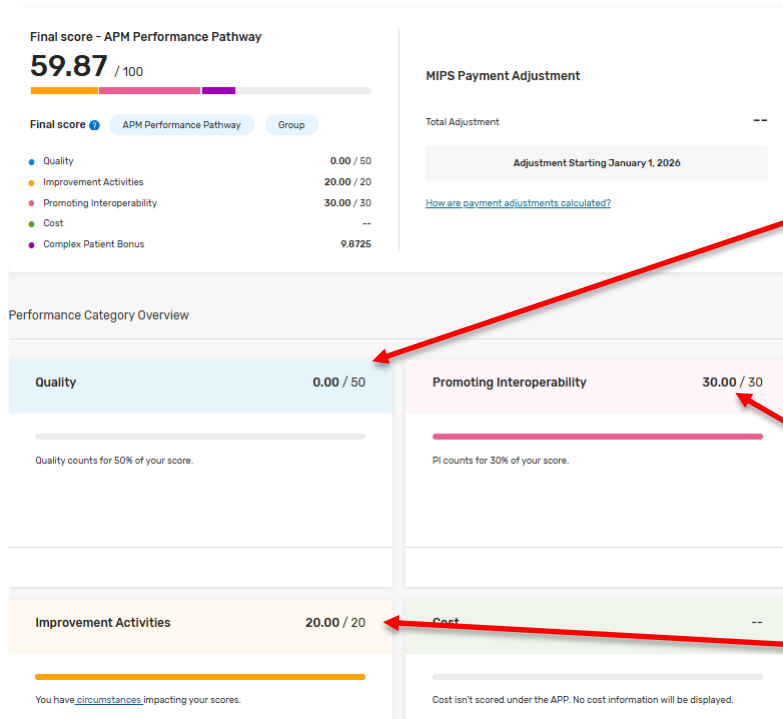 Final score - APM Performance Pathway
59.87 / 100
Final score ? APM Performance Pathway Group
Quality 0.00 / 50
Improvement Activities 20.00 / 20
Promoting Interoperability 30.00 / 30
Cost --
Complex Patient Bonus 9.8725
MIPS Payment Adjustment
Total Adjustment --
Adjustment Starting January 1, 2026
How are payment adjustments calculated?
Performance Category Overview
Quality 0.00 / 50
Quality counts for 50% of your score.
Promoting Interoperability 30.00 / 30
PI counts for 30% of your score.
Improvement Activities 20.00 / 20
You have circumstances impacting your scores.
Cost --
Cost isn't scored under the APP. No cost information will be displayed.